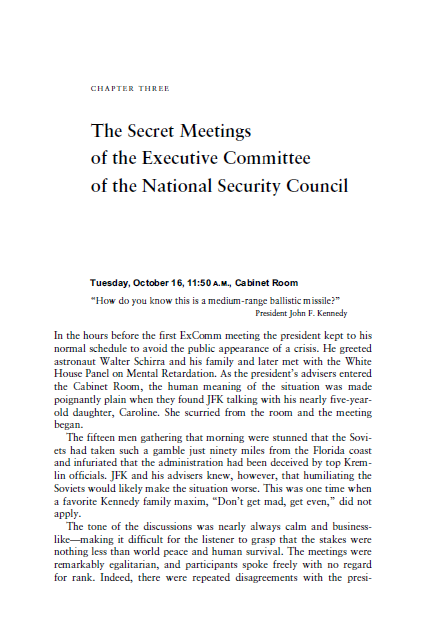 CHAPTER THREE
The Secret Meetings
of the Executive Committee
of the National Security Council
Tuesday, October 16, 11:50 A.M., Cabinet Room
“How do you know this is a medium-range ballistic missile?”
President John F. Kennedy
In the hours before the first ExComm meeting the president kept to his
normal schedule to avoid the public appearance of a crisis. He greeted
astronaut Walter Schirra and his family and later met with the White
House Panel on Mental Retardation. As the president’s advisers entered
the Cabinet Room, the human meaning of the situation was made
poignantly plain when they found JFK talking with his nearly five-year-
old daughter, Caroline. She scurried from the room and the meeting
began.
The fifteen men gathering that morning were stunned that the Sovi-
ets had taken such a gamble just ninety miles from the Florida coast
and infuriated that the administration had been deceived by top Krem-
lin officials. JFK and his advisers knew, however, that humiliating the
Soviets would likely make the situation worse. This was one time when
a favorite Kennedy family maxim, “Don’t get mad, get even,” did not
apply.
The tone of the discussions was nearly always calm and business-
like—making it difficult for the listener to grasp that the stakes were
nothing less than world peace and human survival. The meetings were
remarkably egalitarian, and participants spoke freely with no regard
for rank. Indeed, there were repeated disagreements with the presi-